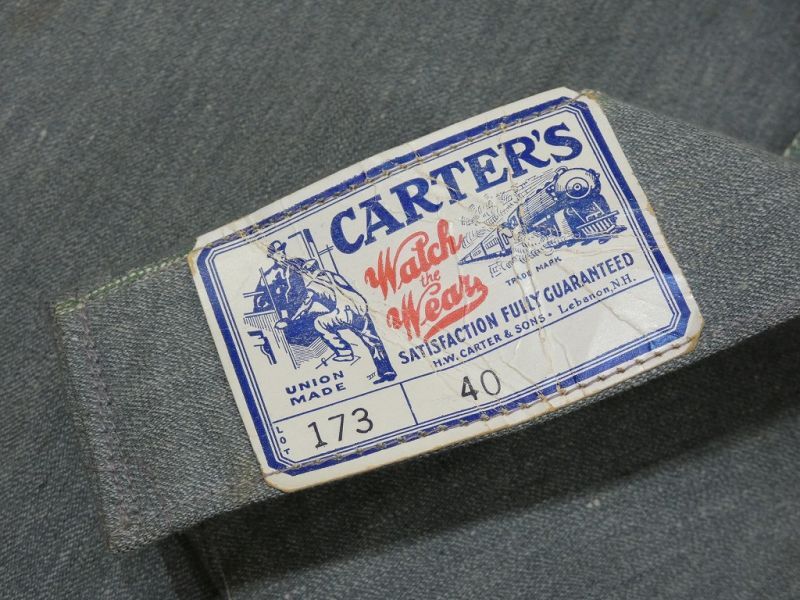 CARTER'S
Watch
the
Wear
TRADE MARK
SATISFACTION FULLY GUARANTEED
H.W. CARTER & SONS • Lebanon, N.H.
UNION
MADE
LOT
173
40